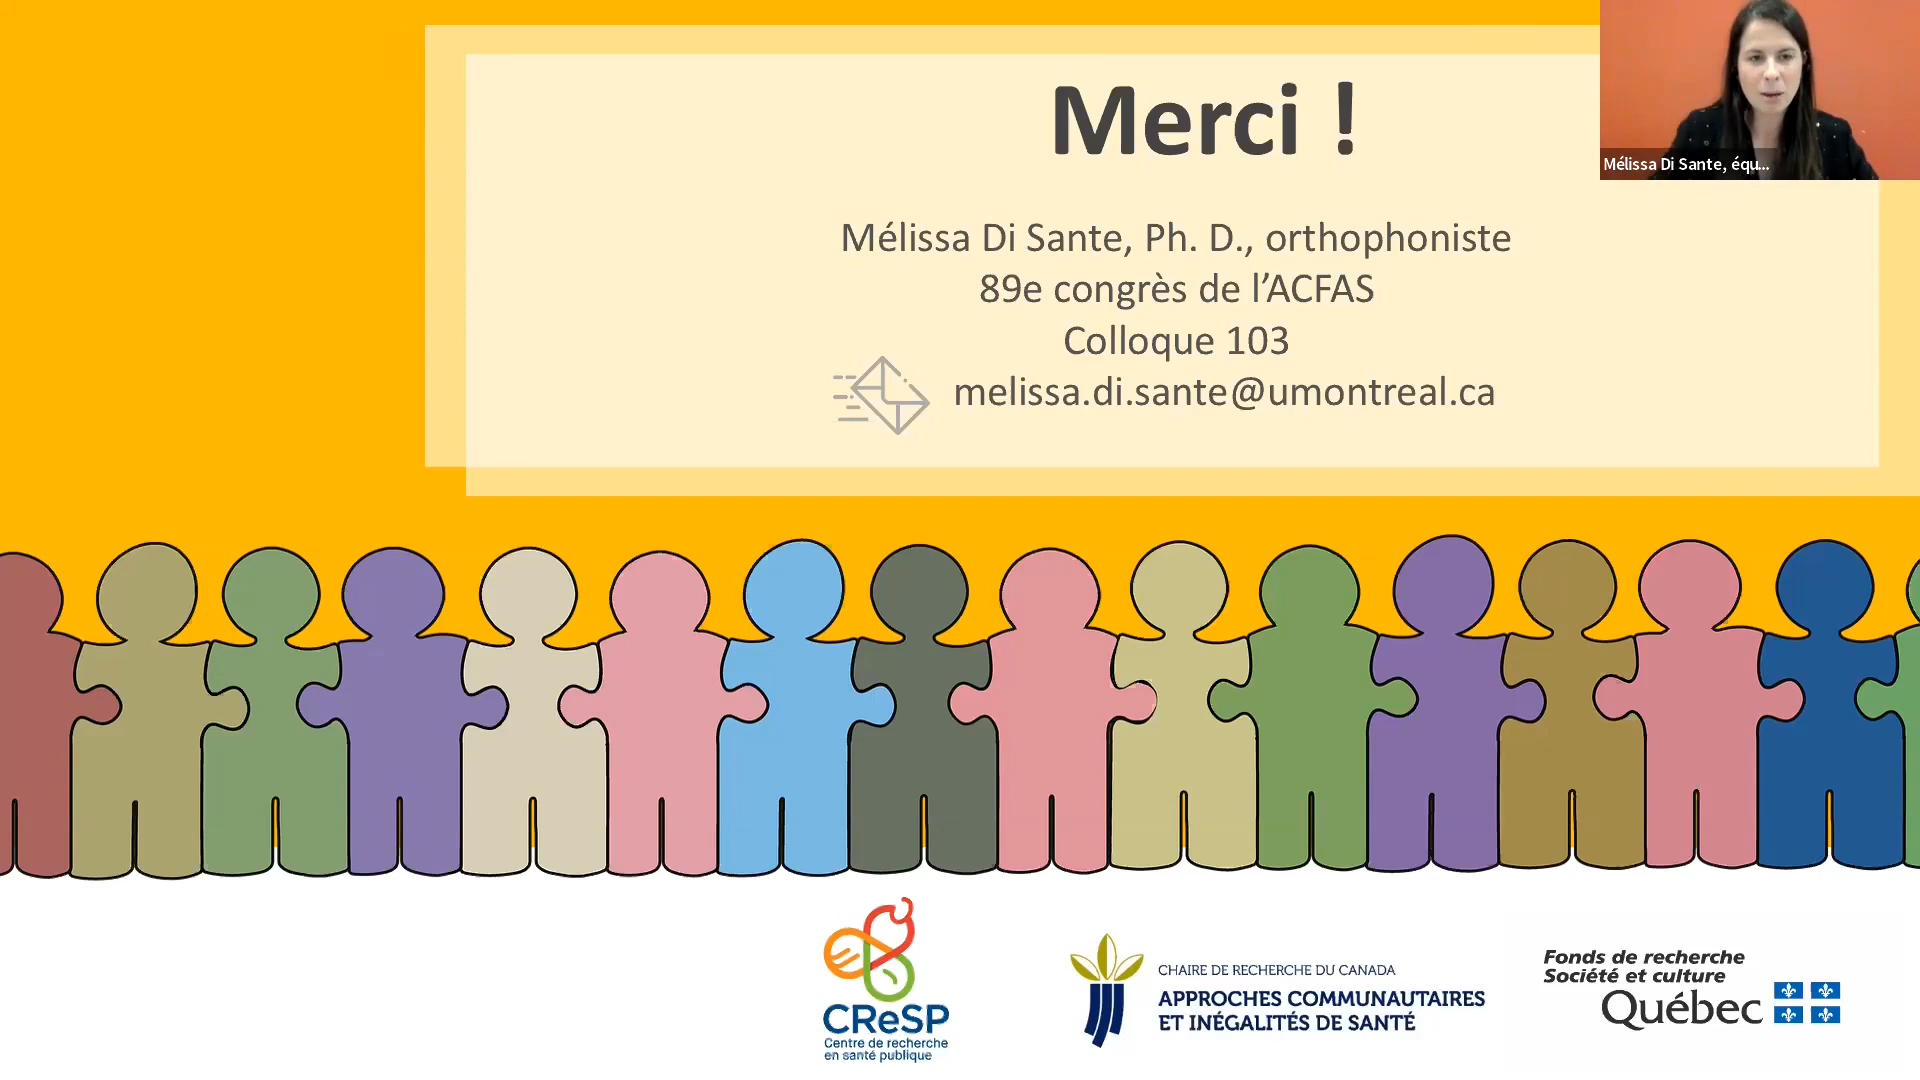 Merci !
Mélissa Di Sante, équ...
Mélissa Di Sante, Ph. D., orthophoniste
89e congrès de l’ACFAS
Colloque 103
melissa.di.sante@umontreal.ca
CReSP
Centre de recherche
en santé publique
CHAIRE DE RECHERCHE DU CANADA
APPROCHES COMMUNAUTAIRES
ET INÉGALITÉS DE SANTÉ
Fonds de recherche
Société et culture
Québec